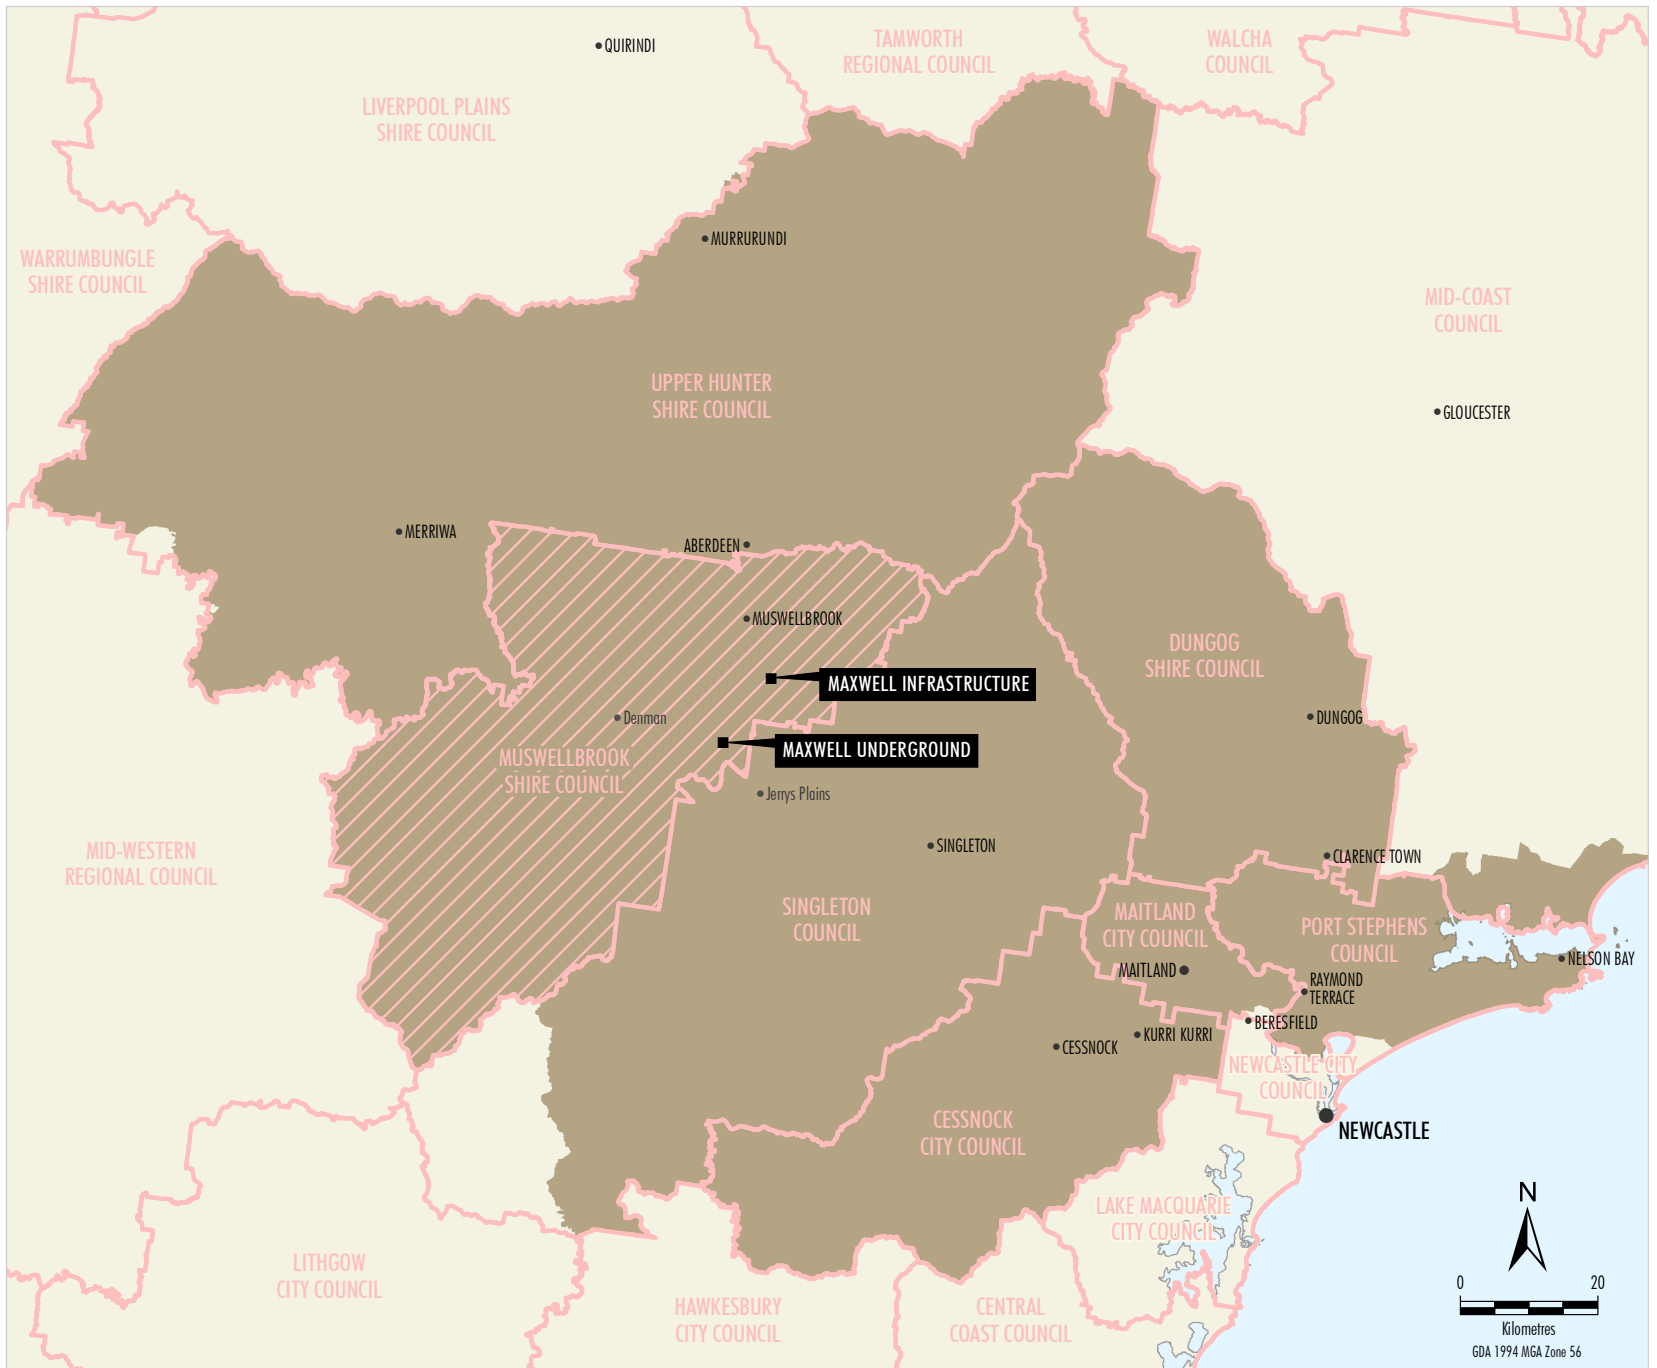 QUIRINDI
TAMWORTH
REGIONAL COUNCIL
WALCHA
COUNCIL
LIVERPOOL PLAINS
SHIRE COUNCIL
MURRURUNDI
WARRUMBUNGLE
SHIRE COUNCIL
MID-COAST
COUNCIL
UPPER HUNTER
SHIRE COUNCIL
GLOUCESTER
MERRIWA
ABERDEEN
MUSWELLBROOK
DUNGOG
SHIRE COUNCIL
MAXWELL INFRASTRUCTURE
Denman
DUNGOG
MAXWELL UNDERGROUND
MUSWELLBROOK
SHIRE COUNCIL
Jerrys Plains
SINGLETON
CLARENCE TOWN
MID-WESTERN
REGIONAL COUNCIL
SINGLETON
COUNCIL
MAITLAND
CITY COUNCIL
PORT STEPHENS
COUNCIL
NELSON BAY
MAITLAND
RAYMOND
TERRACE
BERESFIELD
KURRI KURRI
CESSNOCK
NEWCASTLE CITY
COUNCIL
NEWCASTLE
CESSNOCK
CITY COUNCIL
LAKE MACQUARIE
CITY COUNCIL
N
LITHGOW
CITY COUNCIL
HAWKESBURY
CITY COUNCIL
CENTRAL
COAST COUNCIL
0 20
Kilometres
GDA 1994 MGA Zone 56